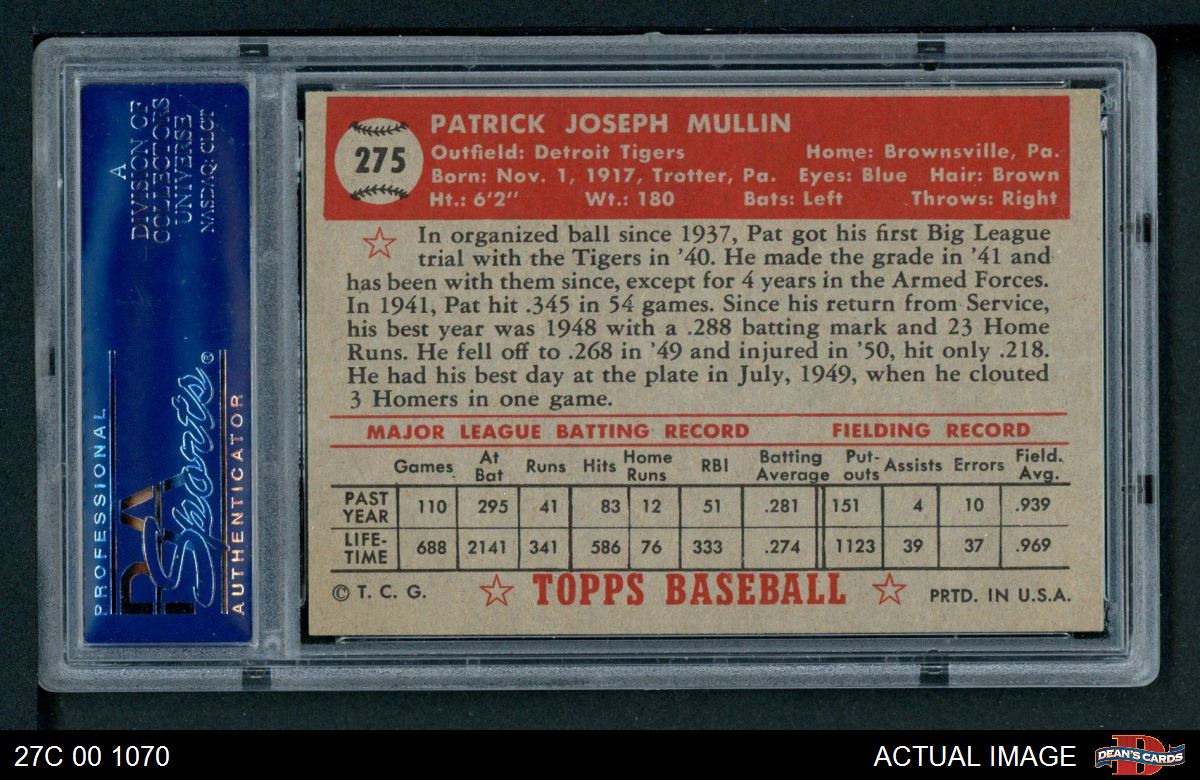 A
DIVISION OF
COLLECTORS
UNIVERSE
NASDAQ: CLCT
PROFESSIONAL
PSA
Sports®
AUTHENTICATOR
275
PATRICK JOSEPH MULLIN
Outfield: Detroit Tigers Home: Brownsville, Pa.
Born: Nov. 1, 1917, Trotter, Pa. Eyes: Blue Hair: Brown
Ht.: 6'2" Wt.: 180 Bats: Left Throws: Right
In organized ball since 1937, Pat got his first Big League
trial with the Tigers in '40. He made the grade in '41 and
has been with them since, except for 4 years in the Armed Forces.
In 1941, Pat hit .345 in 54 games. Since his return from Service,
his best year was 1948 with a .288 batting mark and 23 Home
Runs. He fell off to .268 in '49 and injured in '50, hit only .218.
He had his best day at the plate in July, 1949, when he clouted
3 Homers in one game.
MAJOR LEAGUE BATTING RECORD FIELDING RECORD
Games At Bat Runs Hits Home Runs RBI Batting Average Put-outs Assists Errors Field. Avg.
PAST YEAR 110 295 41 83 12 51 .281 151 4 10 .939
LIFE-TIME 688 2141 341 586 76 333 .274 1123 39 37 .969
© T. C. G. TOPPS BASEBALL PRTD. IN U.S.A.
27C 00 1070 ACTUAL IMAGE D DEAN'S CARDS